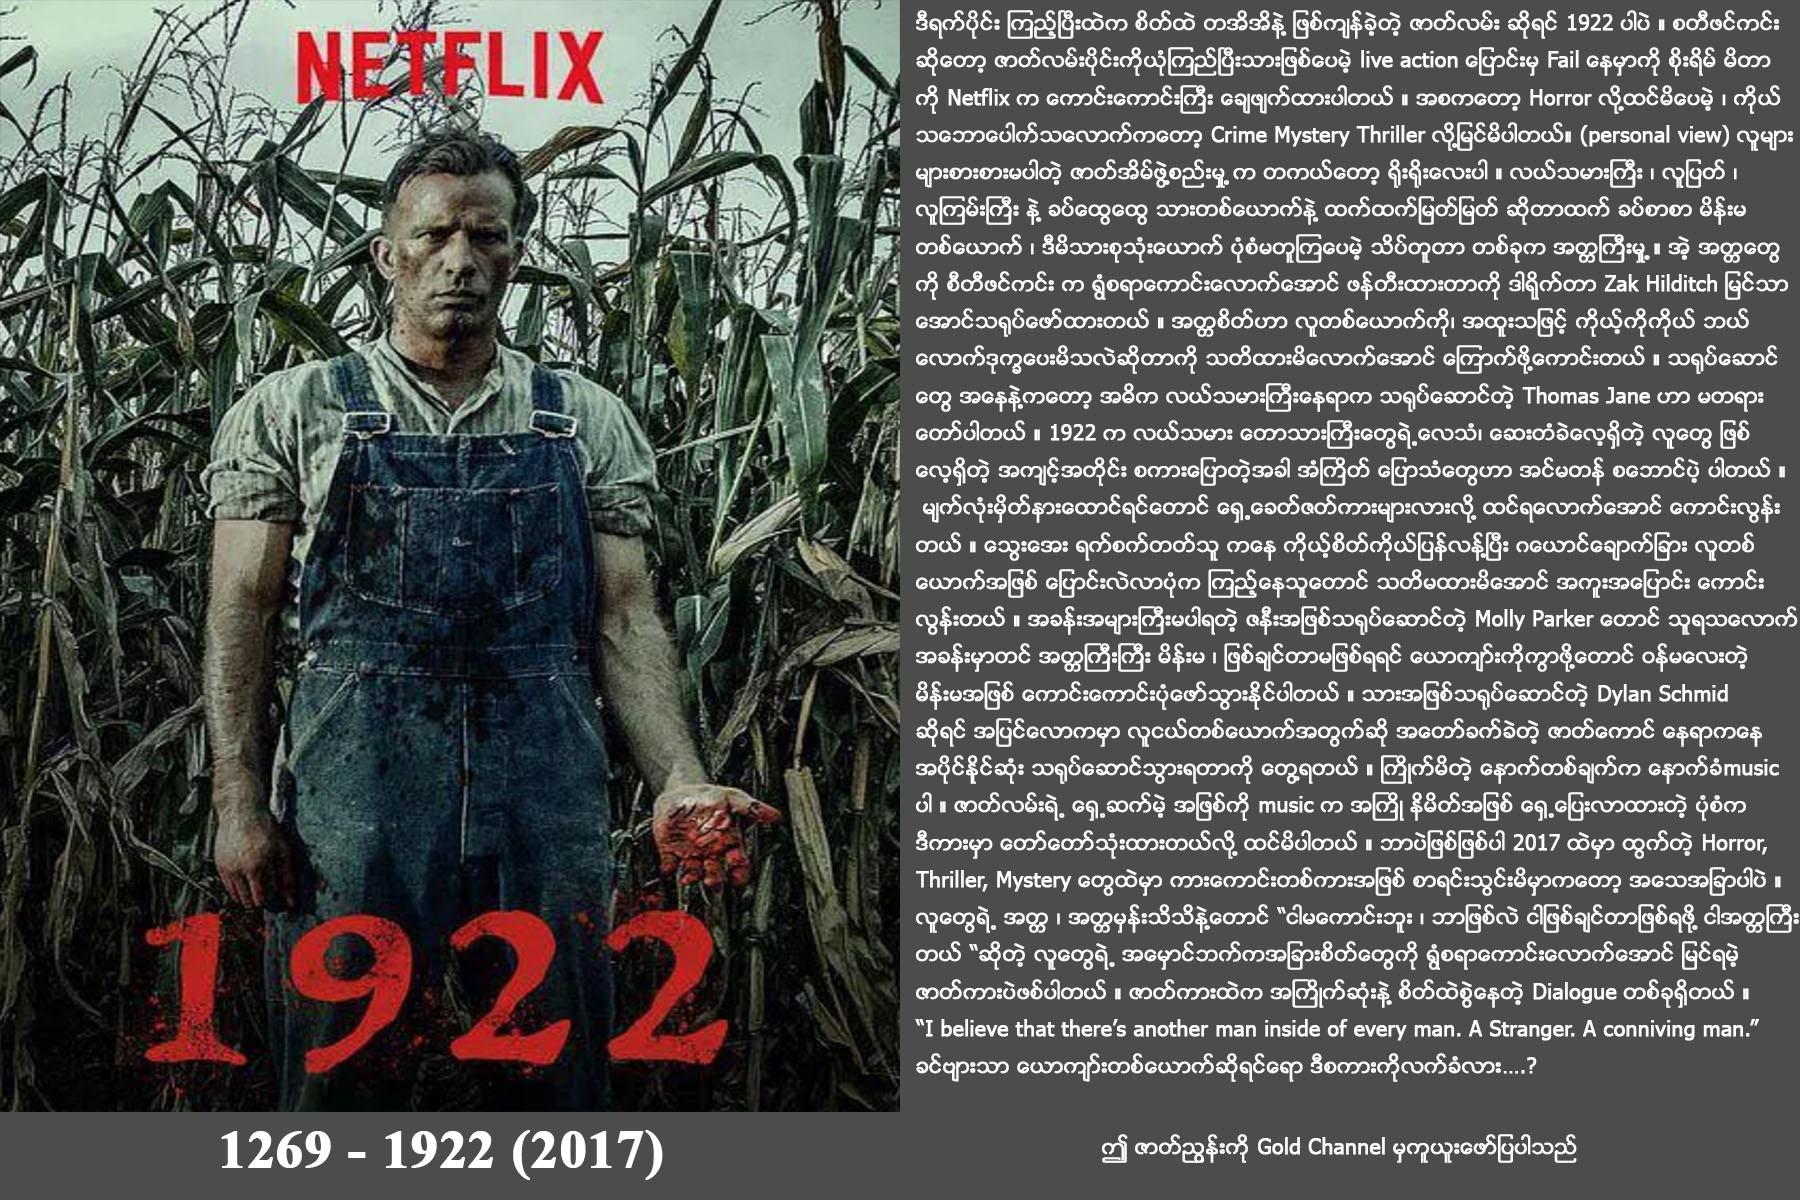 NETFLIX
1922
1269 - 1922 (2017)
ဒီရက်ပိုင်း ကြည့်ပြီးထဲက စိတ်ထဲ တအိအိနဲ့ ဖြစ်ကျန်ခဲ့တဲ့ ဇာတ်လမ်း ဆိုရင် 1922 ပါပဲ ။ စတီဖင်ကင်း
ဆိုတော့ ဇာတ်လမ်းပိုင်းကိုယုံကြည်ပြီးသားဖြစ်ပေမဲ့ live action ပြောင်းမှ Fail နေမှာကို စိုးရိမ် မိတာ
ကို Netflix က ကောင်းကောင်းကြီး ချေဖျက်ထားပါတယ် ။ အစကတော့ Horror လို့ထင်မိပေမဲ့ ၊ ကိုယ်
သဘောပေါက်သလောက်ကတော့ Crime Mystery Thriller လို့မြင်မိပါတယ်။ (personal view) လူများ
များစားစားမပါတဲ့ ဇာတ်အိမ်ဖွဲ့စည်းမှု့ က တကယ်တော့ ရိုးရိုးလေးပါ ။ လယ်သမားကြီး ၊ လူပြတ် ၊
လူကြမ်းကြီး နဲ့ ခပ်ထွေထွေ သားတစ်ယောက်နဲ့ ထက်ထက်မြတ်မြတ် ဆိုတာထက် ခပ်စာစာ မိန်းမ
တစ်ယောက် ၊ ဒီမိသားစုသုံးယောက် ပုံစံမတူကြပေမဲ့ သိပ်တူတာ တစ်ခုက အတ္တကြီးမှု့ ။ အဲ့ အတ္တတွေ
ကို စီတီဖင်ကင်း က ရွံစရာကောင်းလောက်အောင် ဖန်တီးထားတာကို ဒါရိုက်တာ Zak Hilditch မြင်သာ
အောင်သရုပ်ဖော်ထားတယ် ။ အတ္တစိတ်ဟာ လူတစ်ယောက်ကို၊ အထူးသဖြင့် ကိုယ့်ကိုကိုယ် ဘယ်
လောက်ဒုက္ခပေးမိသလဲဆိုတာကို သတိထားမိလောက်အောင် ကြောက်ဖို့ကောင်းတယ် ။ သရုပ်ဆောင်
တွေ အနေနဲ့ကတော့ အဓိက လယ်သမားကြီးနေရာက သရုပ်ဆောင်တဲ့ Thomas Jane ဟာ မတရား
တော်ပါတယ် ။ 1922 က လယ်သမား တောသားကြီးတွေရဲ့လေသံ၊ ဆေးတံခဲလေ့ရှိတဲ့ လူတွေ ဖြစ်
လေ့ရှိတဲ့ အကျင့်အတိုင်း စကားပြောတဲ့အခါ အံကြိတ် ပြောသံတွေဟာ အင်မတန် စဘောင်ပဲ့ ပါတယ် ။
မျက်လုံးမှိတ်နားထောင်ရင်တောင် ရှေ့ခေတ်ဇတ်ကားများလားလို့ ထင်ရလောက်အောင် ကောင်းလွန်း
တယ် ။ သွေးအေး ရက်စက်တတ်သူ ကနေ ကိုယ့်စိတ်ကိုယ်ပြန်လန့်ပြီး ဂယောင်ချောက်ခြား လူတစ်
ယောက်အဖြစ် ပြောင်းလဲလာပုံက ကြည့်နေသူတောင် သတိမထားမိအောင် အကူးအပြောင်း ကောင်း
လွန်းတယ် ။ အခန်းအများကြီးမပါရတဲ့ ဇနီးအဖြစ်သရုပ်ဆောင်တဲ့ Molly Parker တောင် သူရသလောက်
အခန်းမှာတင် အတ္တကြီးကြီး မိန်းမ ၊ ဖြစ်ချင်တာမဖြစ်ရရင် ယောကျာ်းကိုကွာဖို့တောင် ဝန်မလေးတဲ့
မိန်းမအဖြစ် ကောင်းကောင်းပုံဖော်သွားနိုင်ပါတယ် ။ သားအဖြစ်သရုပ်ဆောင်တဲ့ Dylan Schmid
ဆိုရင် အပြင်လောကမှာ လူငယ်တစ်ယောက်အတွက်ဆို အတော်ခက်ခဲတဲ့ ဇာတ်ကောင် နေရာကနေ
အပိုင်နိုင်ဆုံး သရုပ်ဆောင်သွားရတာကို တွေ့ရတယ် ။ ကြိုက်မိတဲ့ နောက်တစ်ချက်က နောက်ခံmusic
ပါ ။ ဇာတ်လမ်းရဲ့ ရှေ့ဆက်မဲ့ အဖြစ်ကို music က အကြို နိမိတ်အဖြစ် ရှေ့ပြေးလာထားတဲ့ ပုံစံက
ဒီကားမှာ တော်တော်သုံးထားတယ်လို့ ထင်မိပါတယ် ။ ဘာပဲဖြစ်ဖြစ်ပါ 2017 ထဲမှာ ထွက်တဲ့ Horror,
Thriller, Mystery တွေထဲမှာ ကားကောင်းတစ်ကားအဖြစ် စာရင်းသွင်းမိမှာကတော့ အသေအခြာပါပဲ ။
လူတွေရဲ့ အတ္တ ၊ အတ္တမှန်းသိသိနဲ့တောင် “ငါမကောင်းဘူး ၊ ဘာဖြစ်လဲ ငါဖြစ်ချင်တာဖြစ်ရဖို့ ငါအတ္တကြီး
တယ် “ဆိုတဲ့ လူတွေရဲ့ အမှောင်ဘက်ကအခြားစိတ်တွေကို ရွံစရာကောင်းလောက်အောင် မြင်ရမဲ့
ဇာတ်ကားပဲဖစ်ပါတယ် ။ ဇာတ်ကားထဲက အကြိုက်ဆုံးနဲ့ စိတ်ထဲစွဲနေတဲ့ Dialogue တစ်ခုရှိတယ် ။
“I believe that there’s another man inside of every man. A Stranger. A conniving man.”
ခင်ဗျားသာ ယောကျာ်းတစ်ယောက်ဆိုရင်ရော ဒီစကားကိုလက်ခံလား....?
ဤ ဇာတ်ညွှန်းကို Gold Channel မှကူယူးဖော်ပြပါသည်